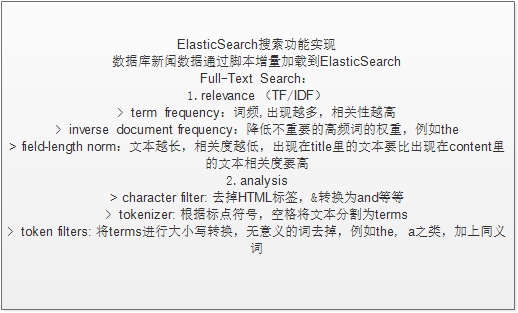 ElasticSearch搜索功能实现
数据库新闻数据通过脚本增量加载到ElasticSearch
Full-Text Search：
1. relevance （TF/IDF）
> term frequency：词频,出现越多，相关性越高
> inverse document frequency：降低不重要的高频词的权重，例如the
> field-length norm：文本越长，相关度越低，出现在title里的文本要比出现在content里
的文本相关度要高
2. analysis
> character filter: 去掉HTML标签，&转换为and等等
> tokenizer: 根据标点符号，空格将文本分割为terms
> token filters: 将terms进行大小写转换，无意义的词去掉，例如the, a之类，加上同义
词